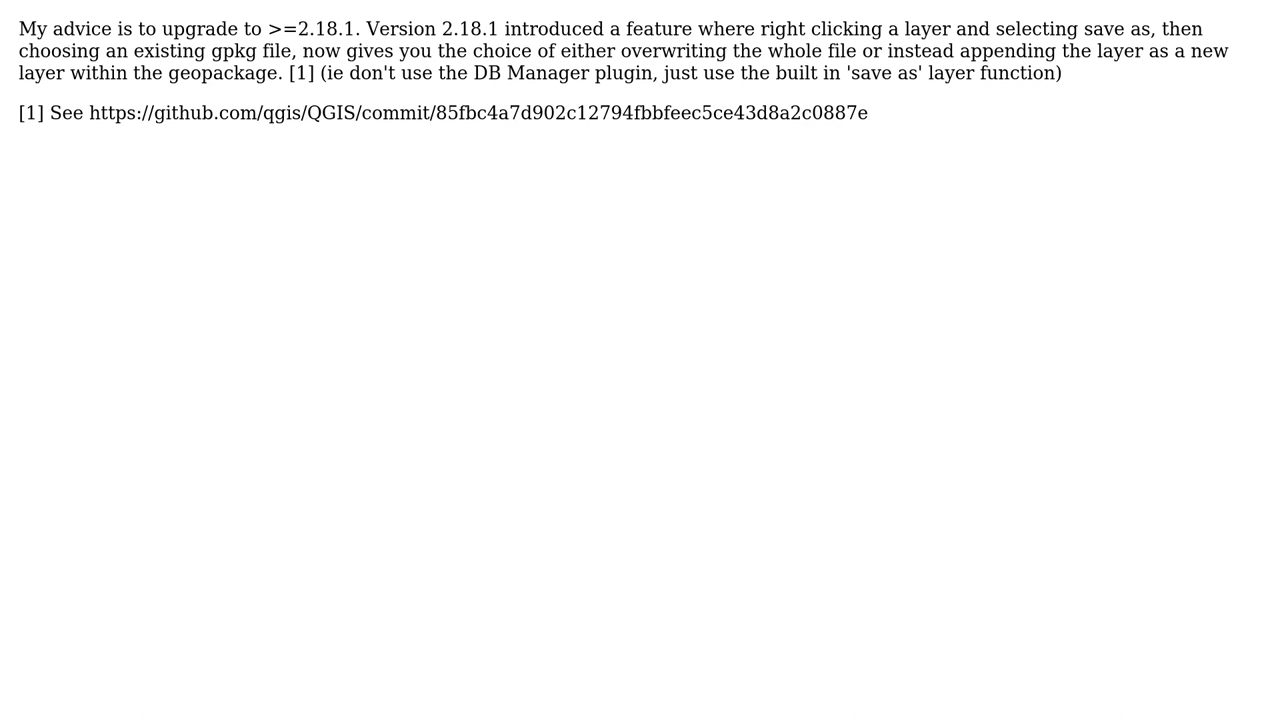 My advice is to upgrade to >=2.18.1. Version 2.18.1 introduced a feature where right clicking a layer and selecting save as, then
choosing an existing gpkg file, now gives you the choice of either overwriting the whole file or instead appending the layer as a new
layer within the geopackage. [1] (ie don't use the DB Manager plugin, just use the built in 'save as' layer function)
[1] See https://github.com/qgis/QGIS/commit/85fbc4a7d902c12794fbbfeec5ce43d8a2c0887e